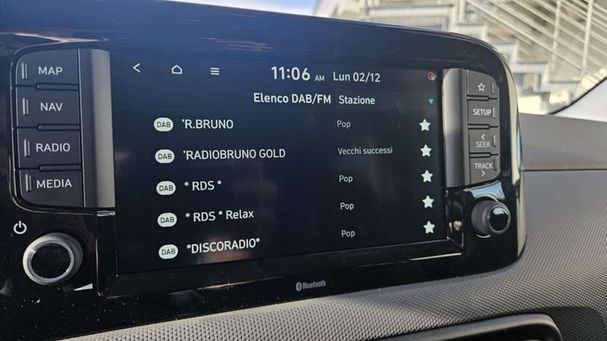 MAP
NAV
RADIO
MEDIA
11:06 AM Lun 02/12
Elenco DAB/FM Stazione
DAB 'R.BRUNO Pop
DAB 'RADIOBRUNO GOLD Vecchi successi
DAB * RDS * Pop
DAB * RDS * Relax Pop
DAB *DISCORADIO* Pop
SETUP
< SEEK
TRACK >
Bluetooth